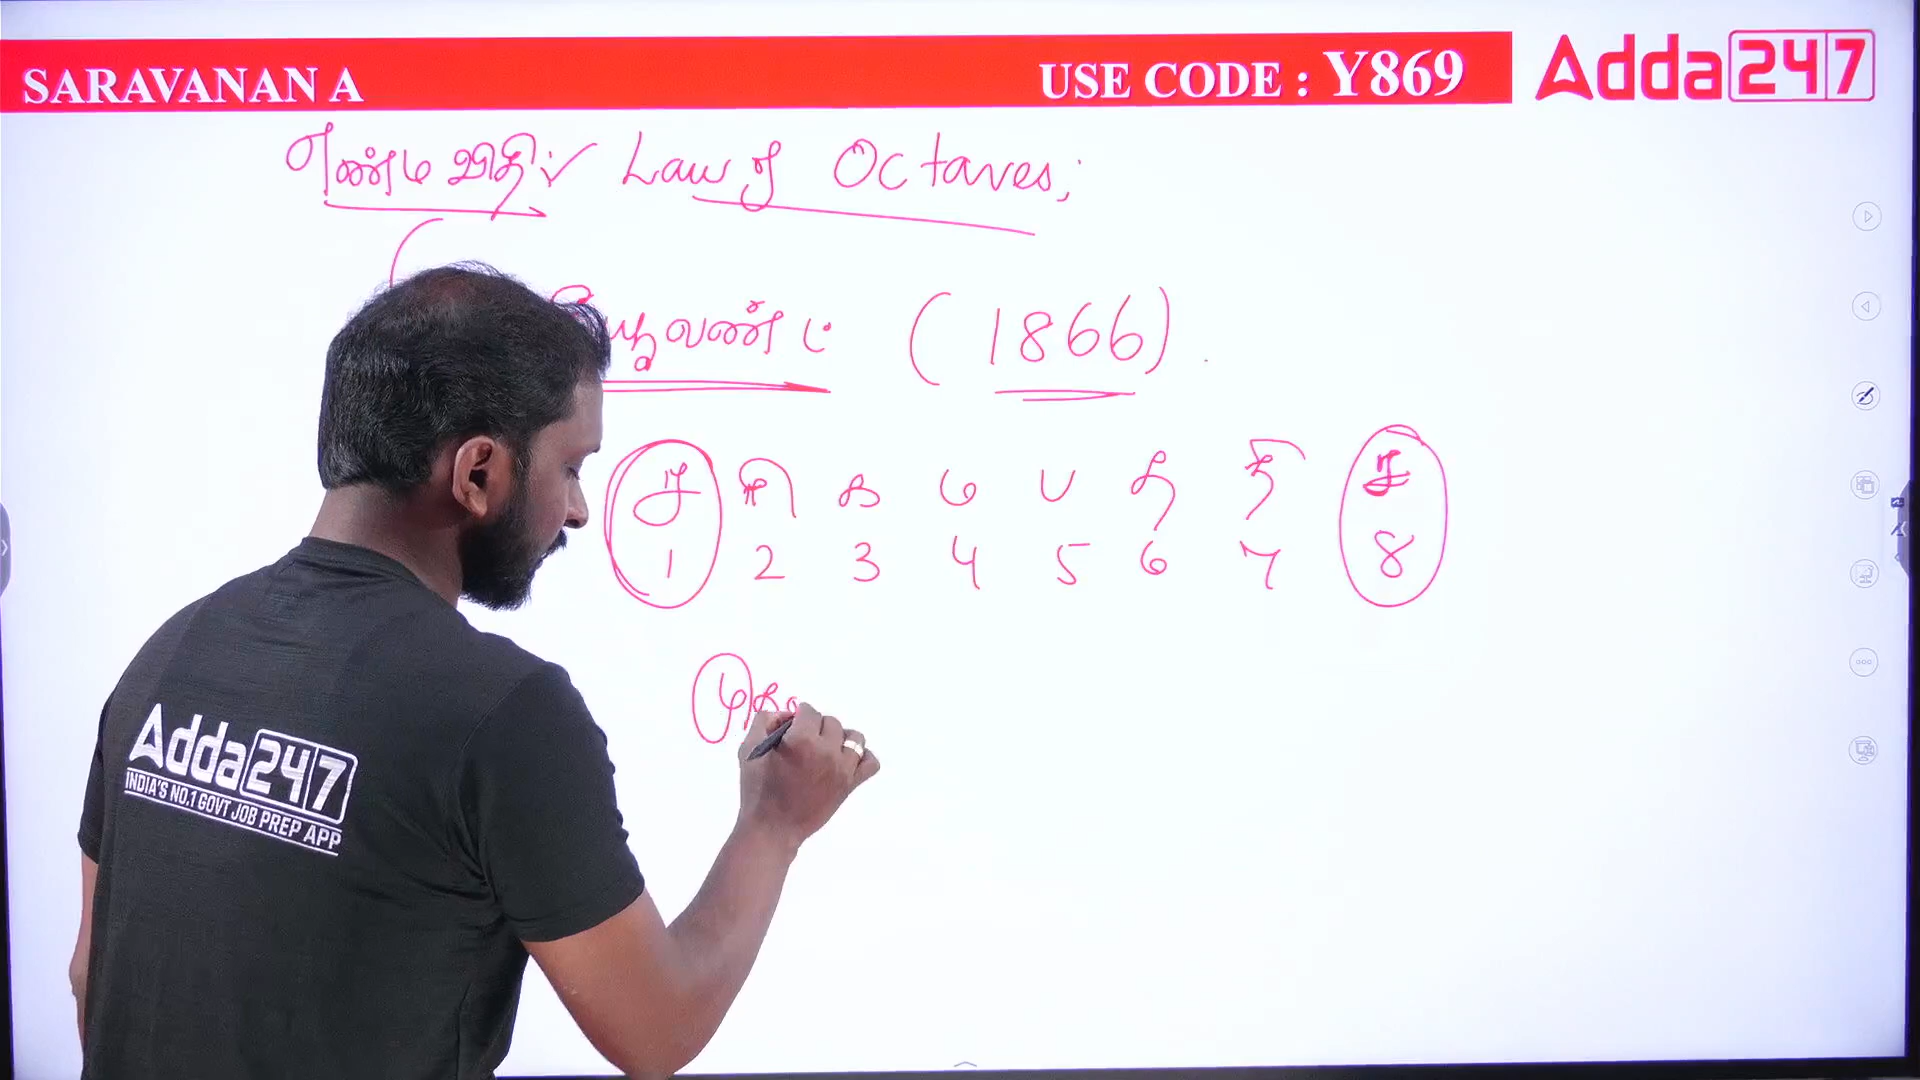 SARAVANAN A
USE CODE : Y869
Adda247
எண்ம விதி : Law of Octaves;
(1866)
ச ரி க ம ப த நி ச
1 2 3 4 5 6 7 8
Adda247
INDIA'S NO.1 GOVT JOB PREP APP